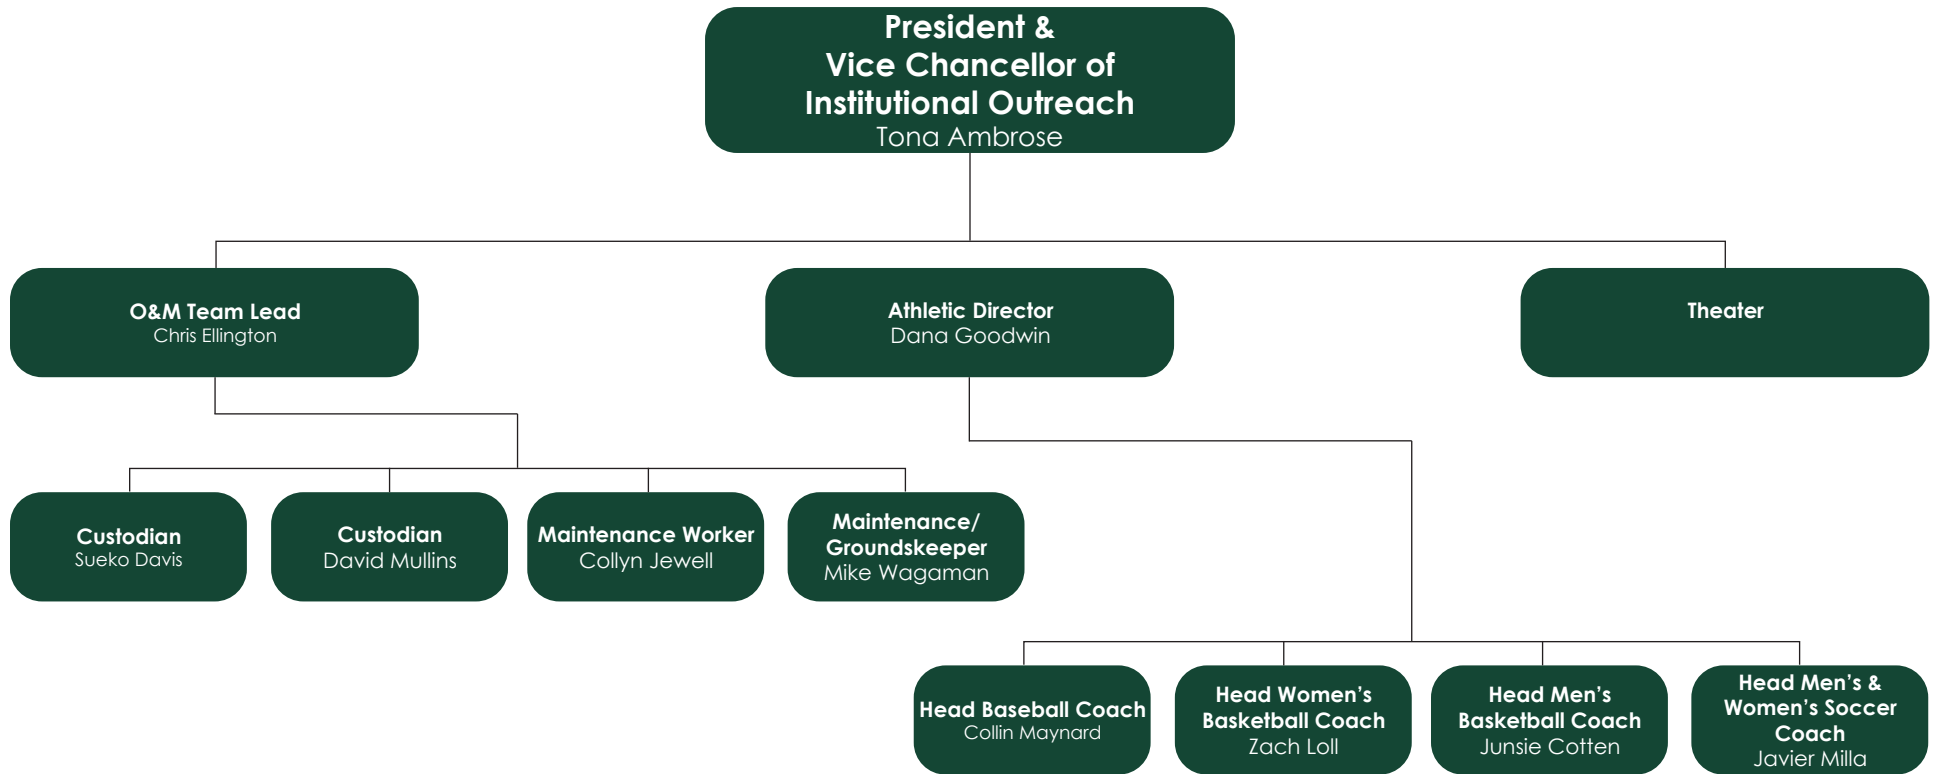 President &
Vice Chancellor of
Institutional Outreach
Tona Ambrose
O&M Team Lead
Chris Ellington
Athletic Director
Dana Goodwin
Theater
Custodian
Sueko Davis
Custodian
David Mullins
Maintenance Worker
Collyn Jewell
Maintenance/
Groundskeeper
Mike Wagaman
Head Baseball Coach
Collin Maynard
Head Women’s
Basketball Coach
Zach Loll
Head Men’s
Basketball Coach
Junsie Cotten
Head Men’s &
Women’s Soccer
Coach
Javier Milla